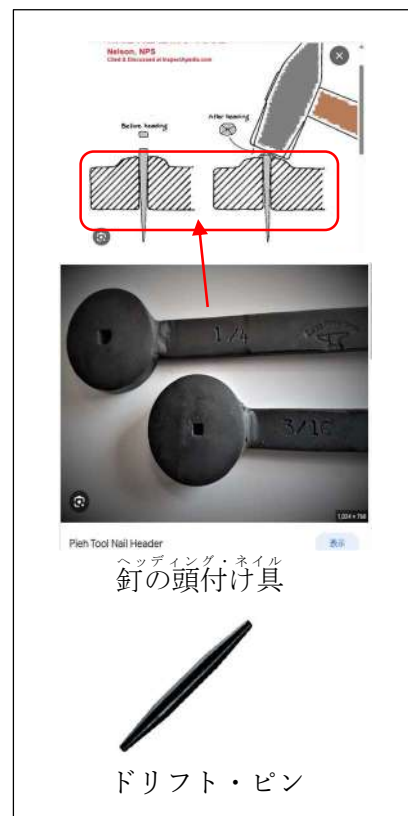 Nelson, NPS
Cited & Discussed at InspectApedia.com
Before heading
After heading
1/4
3/16
1,024 × 768
Pieh Tool Nail Header
表示
ヘッディング・ネイル
釘の頭付け具
ドリフト・ピン